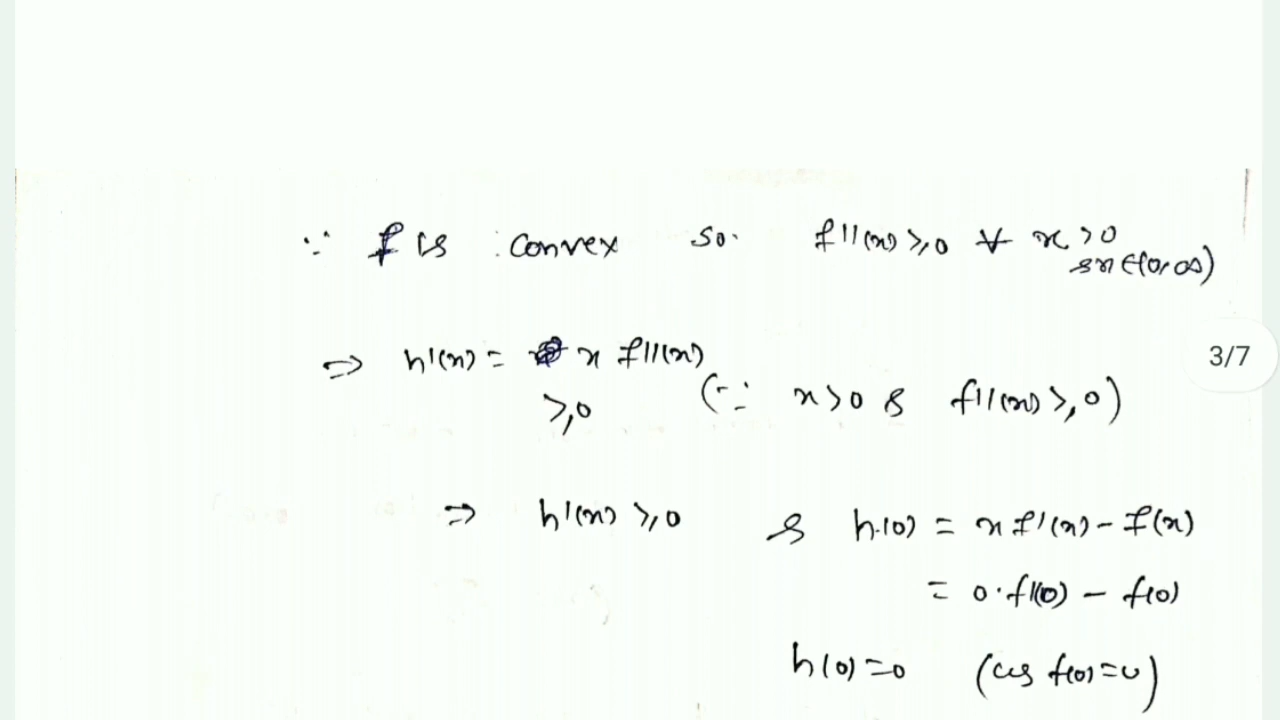 ∵ f is convex so. f''(x) ≥, 0 ∀ x > 0
& x ∈ (0, ∞)
⇒ h'(x) = x f''(x)
≥, 0 (∵ x > 0 & f''(x) ≥, 0)
3/7
⇒ h'(x) ≥, 0 & h(0) = x f'(x) - f(x)
= 0 · f'(0) - f(0)
h(0) = 0 (as f(0) = 0)